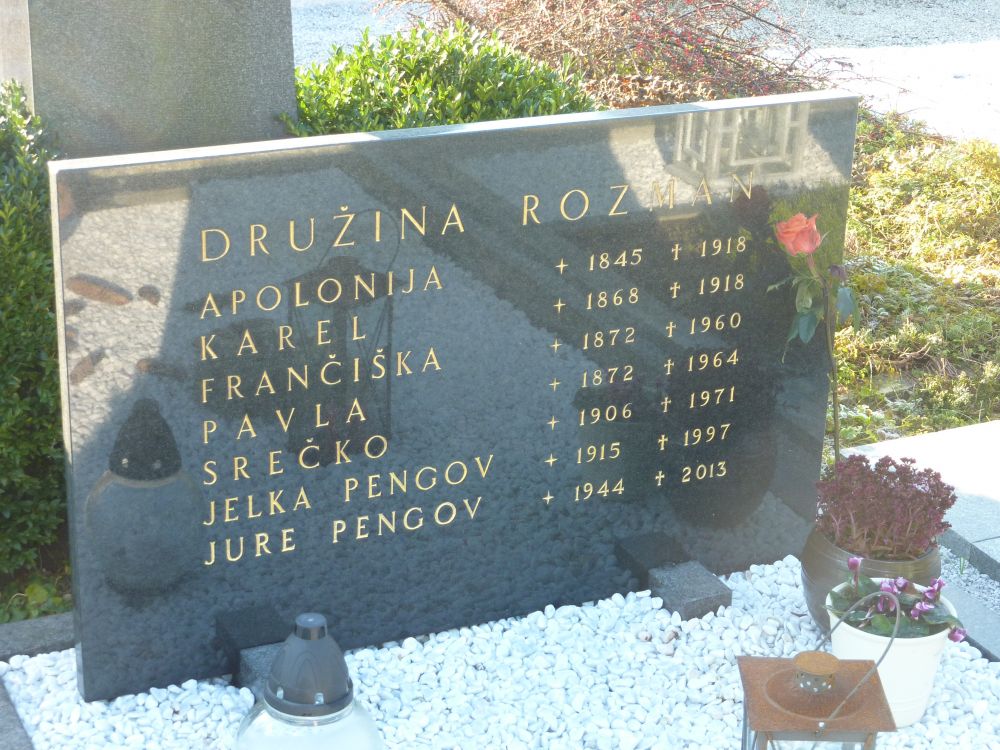 DRUŽINA ROZMAN
APOLONIJA + 1845 ✝ 1918
KAREL + 1868 ✝ 1918
FRANČIŠKA + 1872 ✝ 1960
PAVLA + 1872 ✝ 1964
SREČKO + 1906 ✝ 1971
JELKA PENGOV + 1915 ✝ 1997
JURE PENGOV + 1944 ✝ 2013